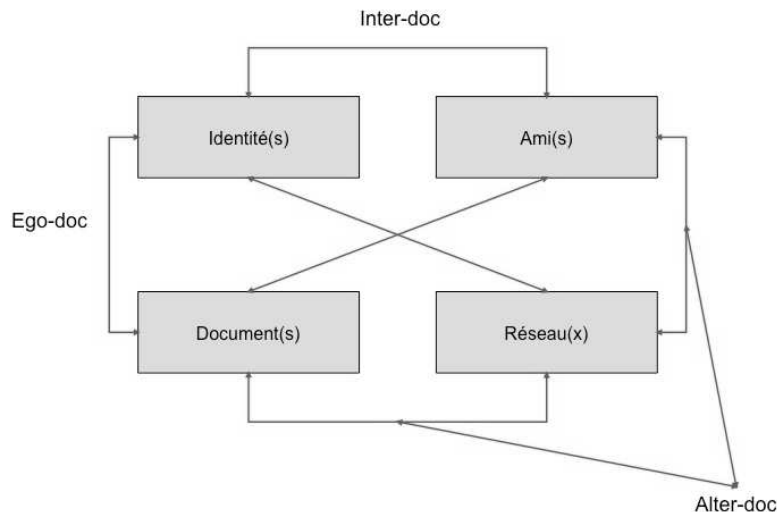 Inter-doc
Identité(s)
Ami(s)
Ego-doc
Document(s)
Réseau(x)
Alter-doc